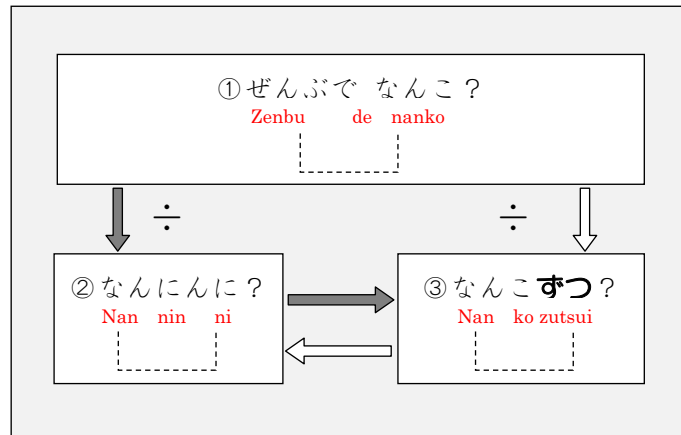 ①ぜんぶで なんこ？
Zenbu de nanko
÷ ÷
②なんにんに？
Nan nin ni
③なんこずつ？
Nan ko zutsui